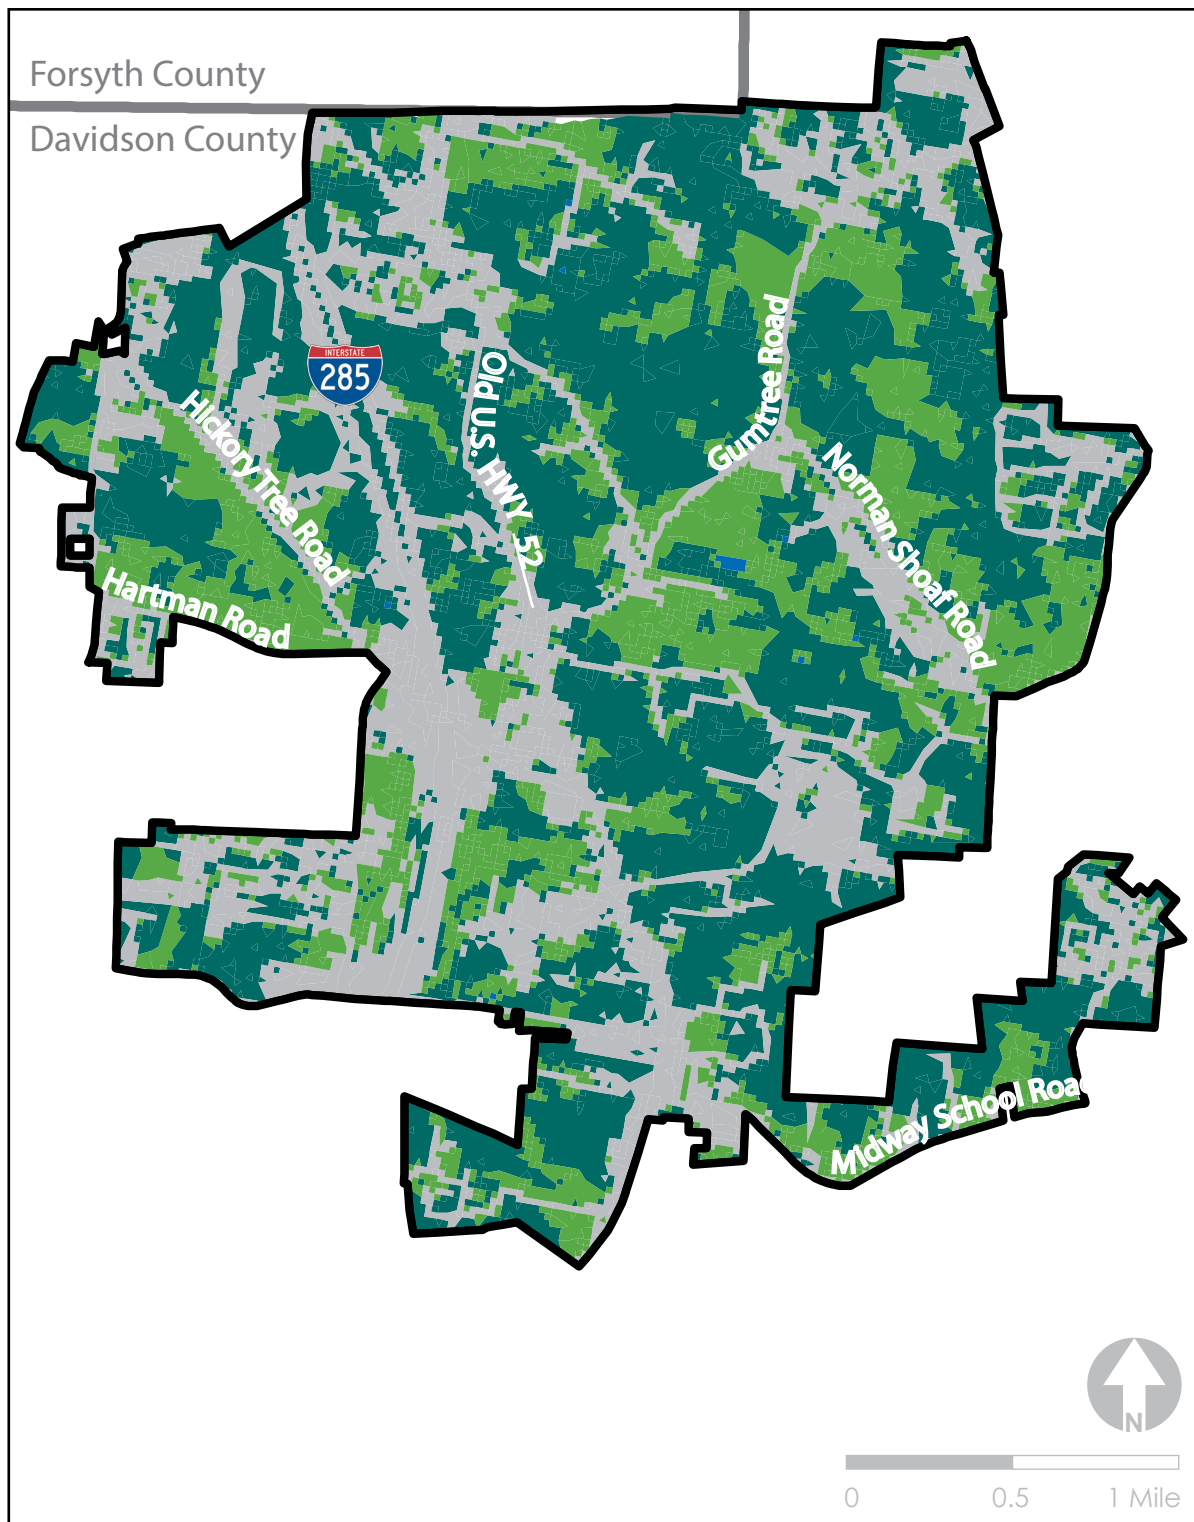 Forsyth County
Davidson County
INTERSTATE
285
Old U.S. HWY 52
Gumtree Road
Hickory Tree Road
Norman Shoaf Road
Hartman Road
Midway School Road
N
0 0.5 1 Mile